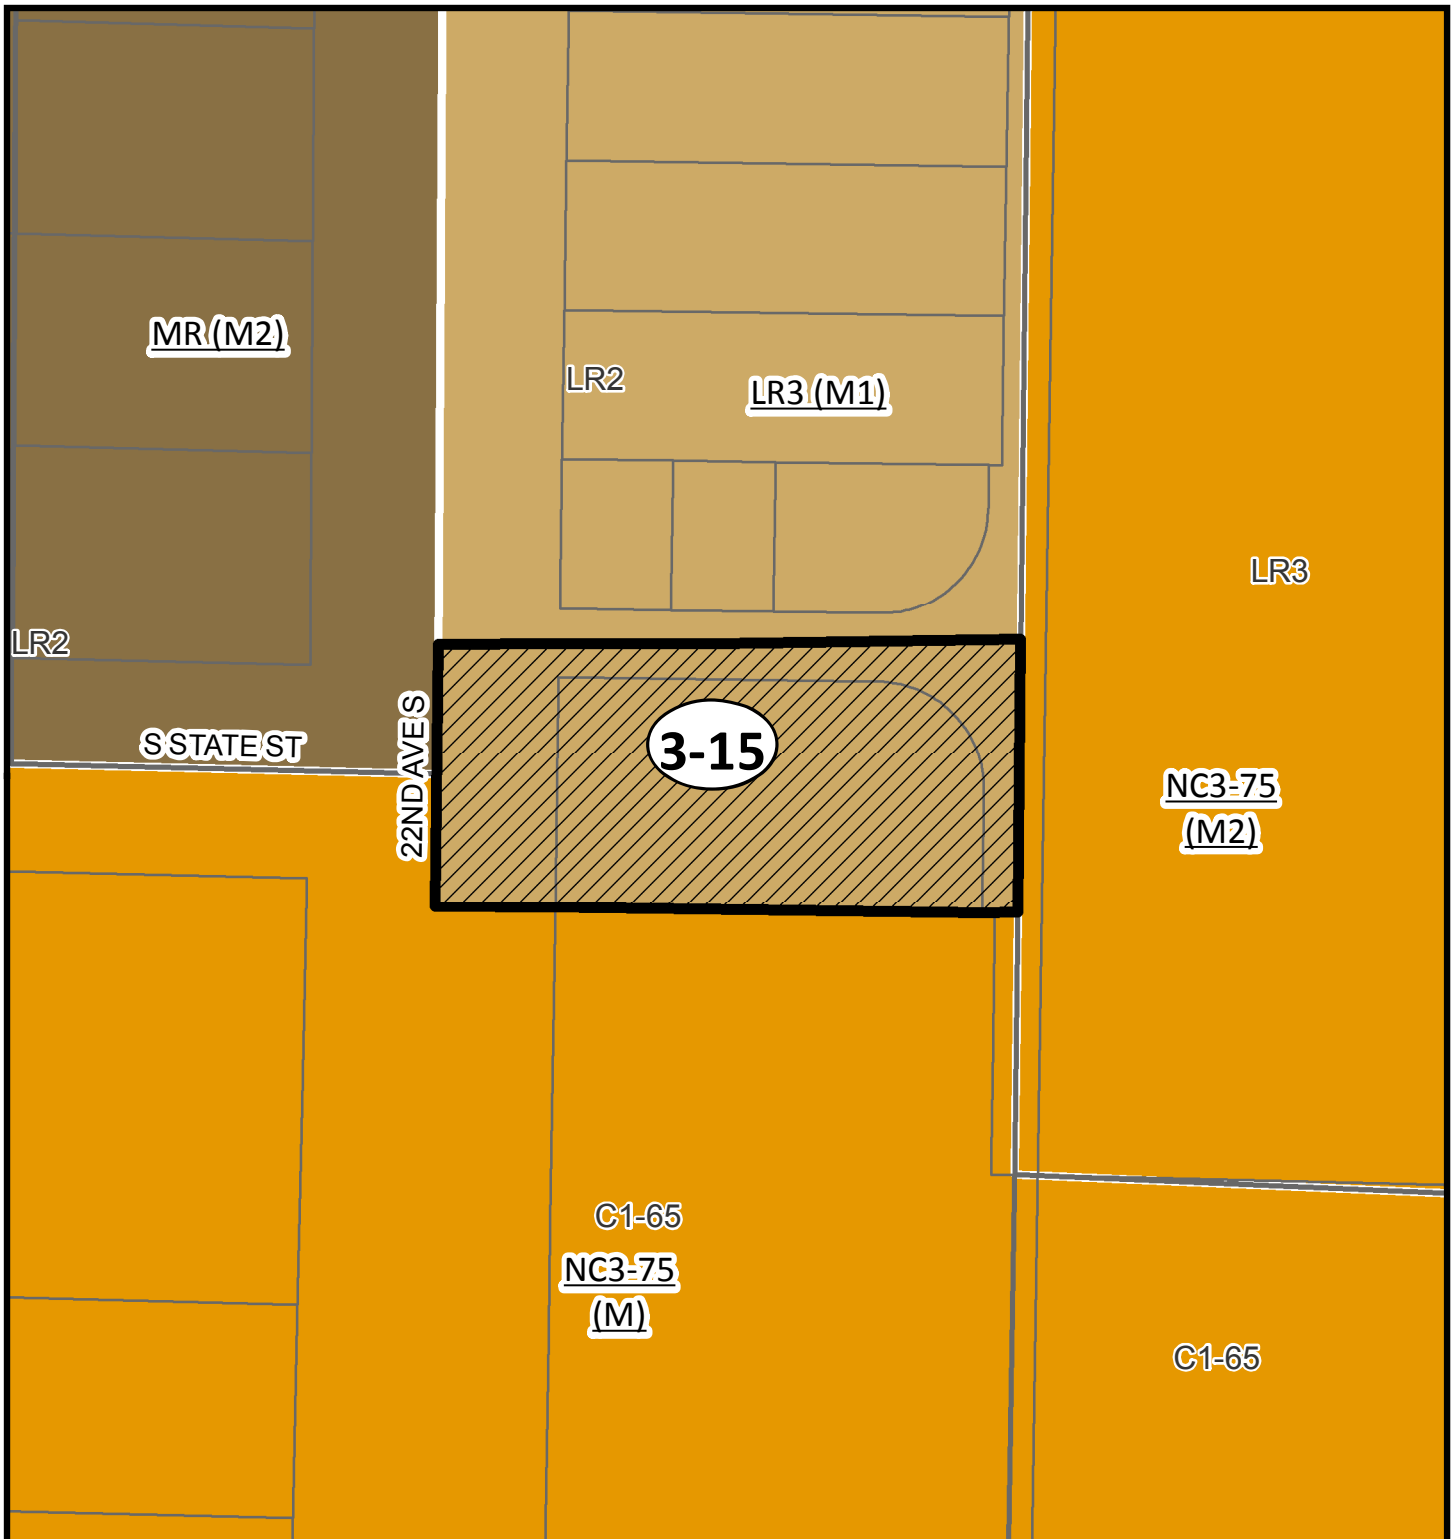 MR (M2)
LR2
LR3 (M1)
LR3
LR2
S STATE ST
22ND AVE S
3-15
NC3-75
(M2)
C1-65
NC3-75
(M)
C1-65